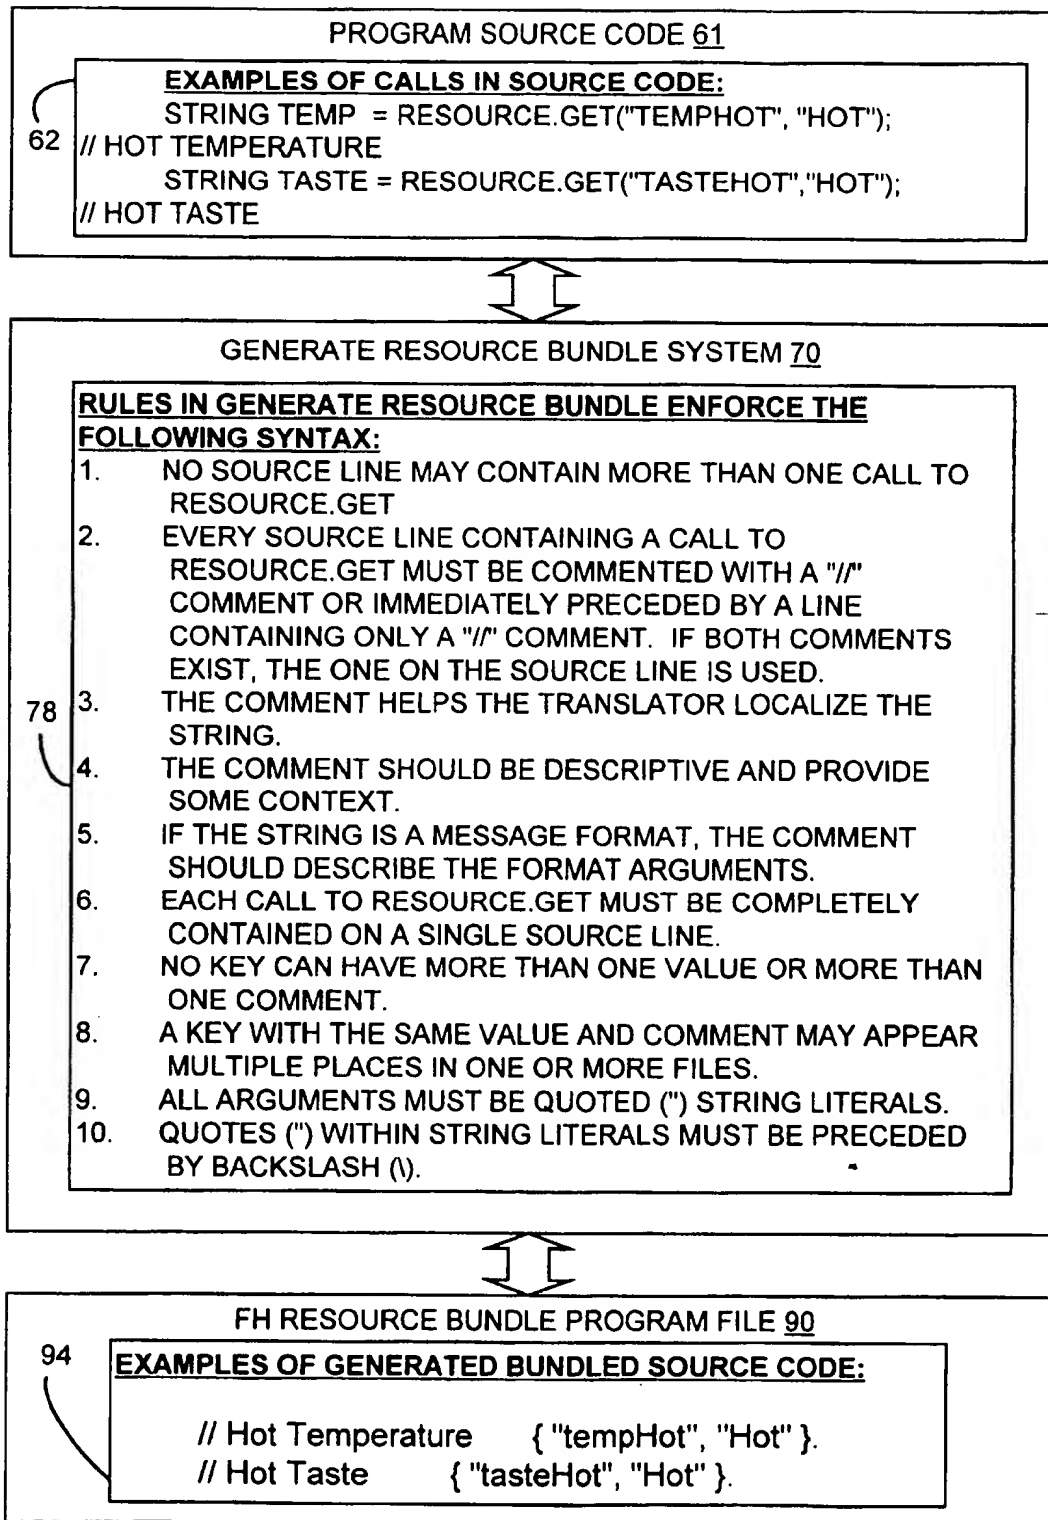 PROGRAM SOURCE CODE 61
EXAMPLES OF CALLS IN SOURCE CODE:
STRING TEMP = RESOURCE.GET("TEMPHOT", "HOT");
62
// HOT TEMPERATURE
STRING TASTE = RESOURCE.GET("TASTEHOT","HOT");
// HOT TASTE
GENERATE RESOURCE BUNDLE SYSTEM 70
RULES IN GENERATE RESOURCE BUNDLE ENFORCE THE
FOLLOWING SYNTAX:
1. NO SOURCE LINE MAY CONTAIN MORE THAN ONE CALL TO
RESOURCE.GET
2. EVERY SOURCE LINE CONTAINING A CALL TO
RESOURCE.GET MUST BE COMMENTED WITH A "//"
COMMENT OR IMMEDIATELY PRECEDED BY A LINE
CONTAINING ONLY A "//" COMMENT. IF BOTH COMMENTS
EXIST, THE ONE ON THE SOURCE LINE IS USED.
78
3. THE COMMENT HELPS THE TRANSLATOR LOCALIZE THE
STRING.
4. THE COMMENT SHOULD BE DESCRIPTIVE AND PROVIDE
SOME CONTEXT.
5. IF THE STRING IS A MESSAGE FORMAT, THE COMMENT
SHOULD DESCRIBE THE FORMAT ARGUMENTS.
6. EACH CALL TO RESOURCE.GET MUST BE COMPLETELY
CONTAINED ON A SINGLE SOURCE LINE.
7. NO KEY CAN HAVE MORE THAN ONE VALUE OR MORE THAN
ONE COMMENT.
8. A KEY WITH THE SAME VALUE AND COMMENT MAY APPEAR
MULTIPLE PLACES IN ONE OR MORE FILES.
9. ALL ARGUMENTS MUST BE QUOTED (") STRING LITERALS.
10. QUOTES (") WITHIN STRING LITERALS MUST BE PRECEDED
BY BACKSLASH (\).
FH RESOURCE BUNDLE PROGRAM FILE 90
94
EXAMPLES OF GENERATED BUNDLED SOURCE CODE:
// Hot Temperature { "tempHot", "Hot" }.
// Hot Taste { "tasteHot", "Hot" }.